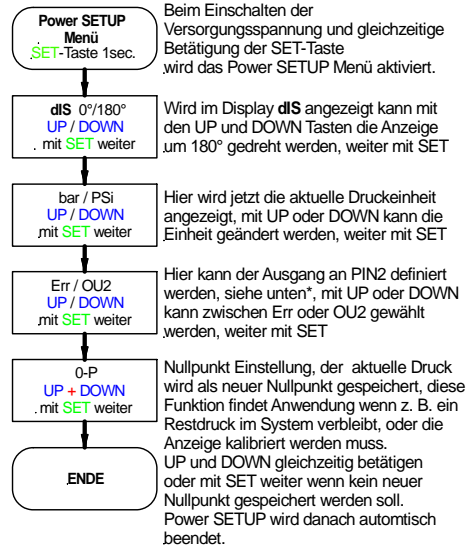 Power SETUP
Menü
SET-Taste 1sec.
Beim Einschalten der
Versorgungsspannung und gleichzeitige
Betätigung der SET-Taste
wird das Power SETUP Menü aktiviert.
dIS 0°/180°
UP / DOWN
mit SET weiter
Wird im Display dIS angezeigt kann mit
den UP und DOWN Tasten die Anzeige
um 180° gedreht werden, weiter mit SET
bar / PSi
UP / DOWN
mit SET weiter
Hier wird jetzt die aktuelle Druckeinheit
angezeigt, mit UP oder DOWN kann die
Einheit geändert werden, weiter mit SET
Err / OU2
UP / DOWN
mit SET weiter
Hier kann der Ausgang an PIN2 definiert
werden, siehe unten*, mit UP oder DOWN
kann zwischen Err oder OU2 gewählt
werden, weiter mit SET
0-P
UP + DOWN
mit SET weiter
Nullpunkt Einstellung, der aktuelle Druck
wird als neuer Nullpunkt gespeichert, diese
Funktion findet Anwendung wenn z. B. ein
Restdruck im System verbleibt, oder die
Anzeige kalibriert werden muss.
UP und DOWN gleichzeitig betätigen
oder mit SET weiter wenn kein neuer
Nullpunkt gespeichert werden soll.
Power SETUP wird danach automtisch
beendet.
ENDE